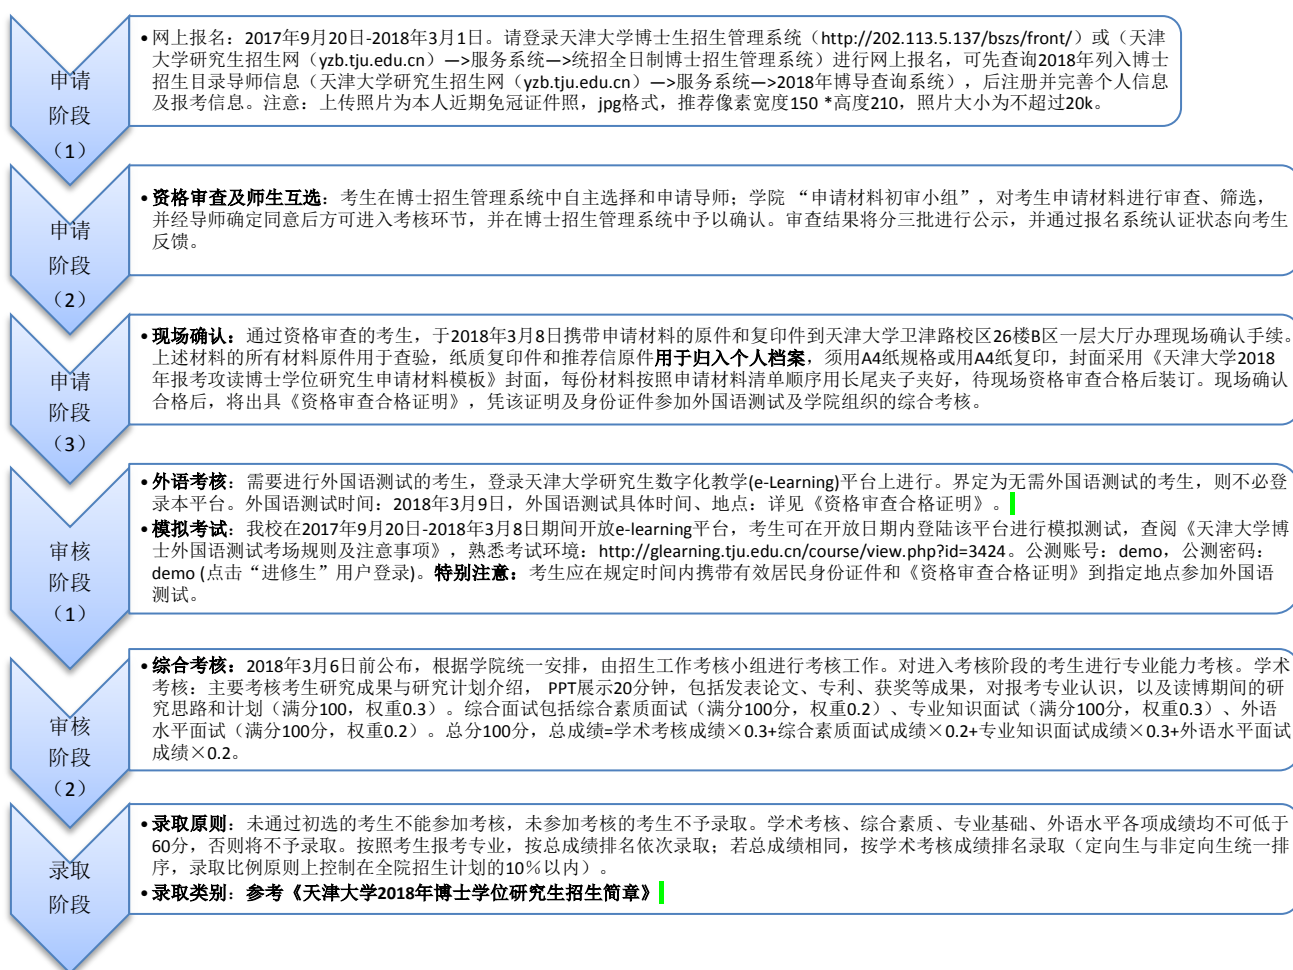 申请
阶段
（1）
•网上报名：2017年9月20日-2018年3月1日。请登录天津大学博士生招生管理系统（http://202.113.5.137/bszs/front/）或（天津
大学研究生招生网（yzb.tju.edu.cn）—>服务系统—>统招全日制博士招生管理系统）进行网上报名，可先查询2018年列入博士
招生目录导师信息（天津大学研究生招生网（yzb.tju.edu.cn）—>服务系统—>2018年博导查询系统），后注册并完善个人信息
及报考信息。注意：上传照片为本人近期免冠证件照，jpg格式，推荐像素宽度150 *高度210，照片大小为不超过20k。
申请
阶段
（2）
•资格审查及师生互选：考生在博士招生管理系统中自主选择和申请导师；学院 “申请材料初审小组”，对考生申请材料进行审查、筛选，
并经导师确定同意后方可进入考核环节，并在博士招生管理系统中予以确认。审查结果将分三批进行公示，并通过报名系统认证状态向考生
反馈。
申请
阶段
（3）
•现场确认：通过资格审查的考生，于2018年3月8日携带申请材料的原件和复印件到天津大学卫津路校区26楼B区一层大厅办理现场确认手续。
上述材料的所有材料原件用于查验，纸质复印件和推荐信原件用于归入个人档案，须用A4纸规格或用A4纸复印，封面采用《天津大学2018
年报考攻读博士学位研究生申请材料模板》封面，每份材料按照申请材料清单顺序用长尾夹子夹好，待现场资格审查合格后装订。现场确认
合格后，将出具《资格审查合格证明》，凭该证明及身份证件参加外国语测试及学院组织的综合考核。
审核
阶段
（1）
•外语考核：需要进行外国语测试的考生，登录天津大学研究生数字化教学(e-Learning)平台上进行。界定为无需外国语测试的考生，则不必登
录本平台。外国语测试时间：2018年3月9日，外国语测试具体时间、地点：详见《资格审查合格证明》。
•模拟考试：我校在2017年9月20日-2018年3月8日期间开放e-learning平台，考生可在开放日期内登陆该平台进行模拟测试，查阅《天津大学博
士外国语测试考场规则及注意事项》，熟悉考试环境：http://glearning.tju.edu.cn/course/view.php?id=3424。公测账号：demo，公测密码：
demo (点击“进修生”用户登录)。特别注意：考生应在规定时间内携带有效居民身份证件和《资格审查合格证明》到指定地点参加外国语
测试。
审核
阶段
（2）
•综合考核：2018年3月6日前公布，根据学院统一安排，由招生工作考核小组进行考核工作。对进入考核阶段的考生进行专业能力考核。学术
考核：主要考核考生研究成果与研究计划介绍， PPT展示20分钟，包括发表论文、专利、获奖等成果，对报考专业认识，以及读博期间的研
究思路和计划（满分100，权重0.3）。综合面试包括综合素质面试（满分100分，权重0.2）、专业知识面试（满分100分，权重0.3）、外语
水平面试（满分100分，权重0.2）。总分100分，总成绩=学术考核成绩×0.3+综合素质面试成绩×0.2+专业知识面试成绩×0.3+外语水平面试
成绩×0.2。
录取
阶段
•录取原则：未通过初选的考生不能参加考核，未参加考核的考生不予录取。学术考核、综合素质、专业基础、外语水平各项成绩均不可低于
60分，否则将不予录取。按照考生报考专业，按总成绩排名依次录取；若总成绩相同，按学术考核成绩排名录取（定向生与非定向生统一排
序，录取比例原则上控制在全院招生计划的10％以内）。
•录取类别：参考《天津大学2018年博士学位研究生招生简章》